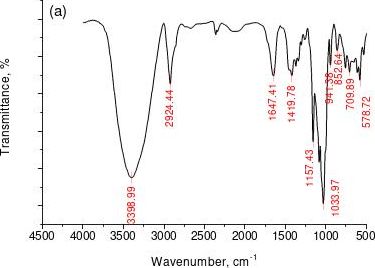 (a)
Transmittance, %
3398.99
2924.44
1647.41
1419.78
1157.43
1033.97
941.38
852.64
709.89
578.72
4500 4000 3500 3000 2500 2000 1500 1000 500
Wavenumber, cm⁻¹